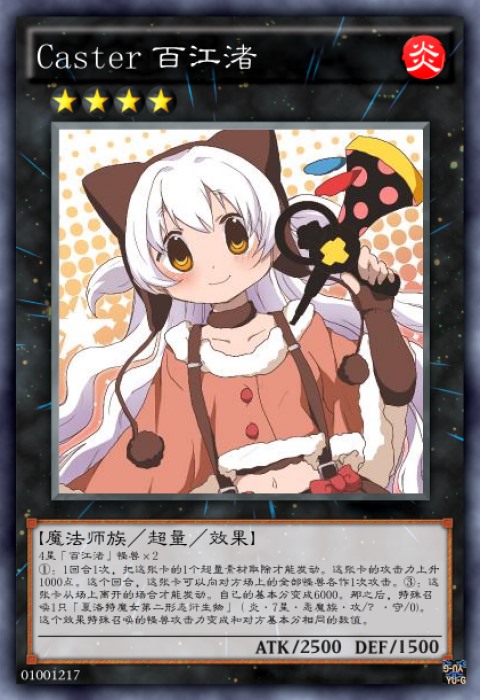 Caster 百江渚
炎
【魔法师族／超量／效果】
4星「百江渚」怪兽×2
①：1回合1次，把这张卡的1个超量素材取除才能发动。这张卡的攻击力上升
1000点。这个回合，这张卡可以向对方场上的全部怪兽各作1次攻击。③：这
张卡从场上离开的场合才能发动。自己的基本分变成6000。那之后，特殊召
唤1只「夏洛特魔女第二形态衍生物」（炎·7星·恶魔族·攻/？·守/0）。
这个效果特殊召唤的怪兽攻击力变成和对方基本分相同的数值。
ATK/2500 DEF/1500
01001217